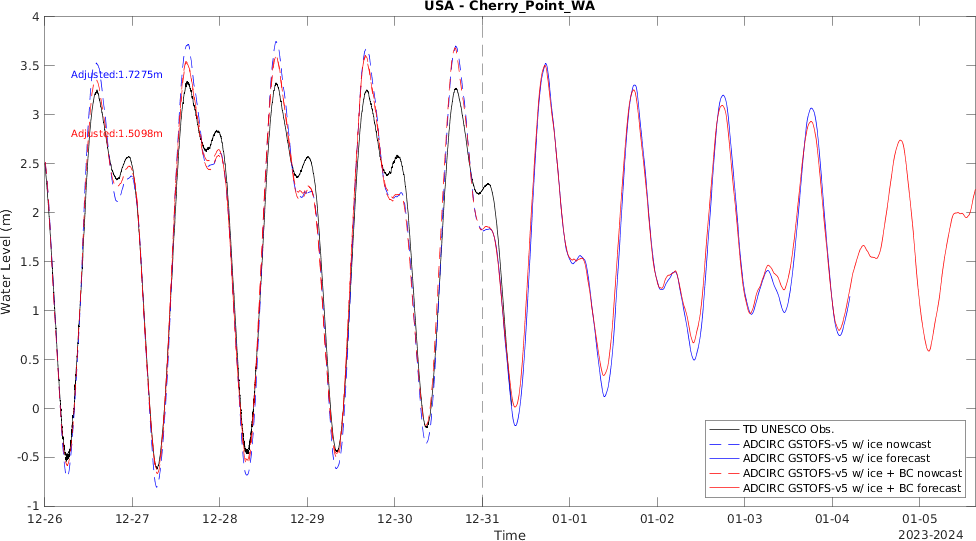 USA - Cherry_Point_WA
4
3.5
3
2.5
2
1.5
1
0.5
0
-0.5
-1
Water Level (m)
Adjusted:1.7275m
Adjusted:1.5098m
TD UNESCO Obs.
ADCIRC GSTOFS-v5 w/ ice nowcast
ADCIRC GSTOFS-v5 w/ ice forecast
ADCIRC GSTOFS-v5 w/ ice + BC nowcast
ADCIRC GSTOFS-v5 w/ ice + BC forecast
12-26 12-27 12-28 12-29 12-30 12-31 01-01 01-02 01-03 01-04 01-05
Time
2023-2024